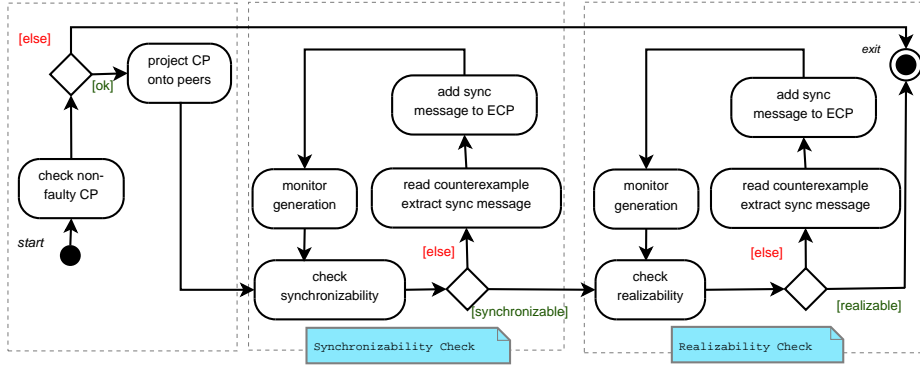 [else]
project CP
onto peers
[ok]
check non-
faulty CP
start
add sync
message to ECP
monitor
generation
read counterexample
extract sync message
[else]
check
synchronizability
[synchronizable]
Synchronizability Check
add sync
message to ECP
monitor
generation
read counterexample
extract sync message
[else]
check
realizability
[realizable]
Realizability Check
exit